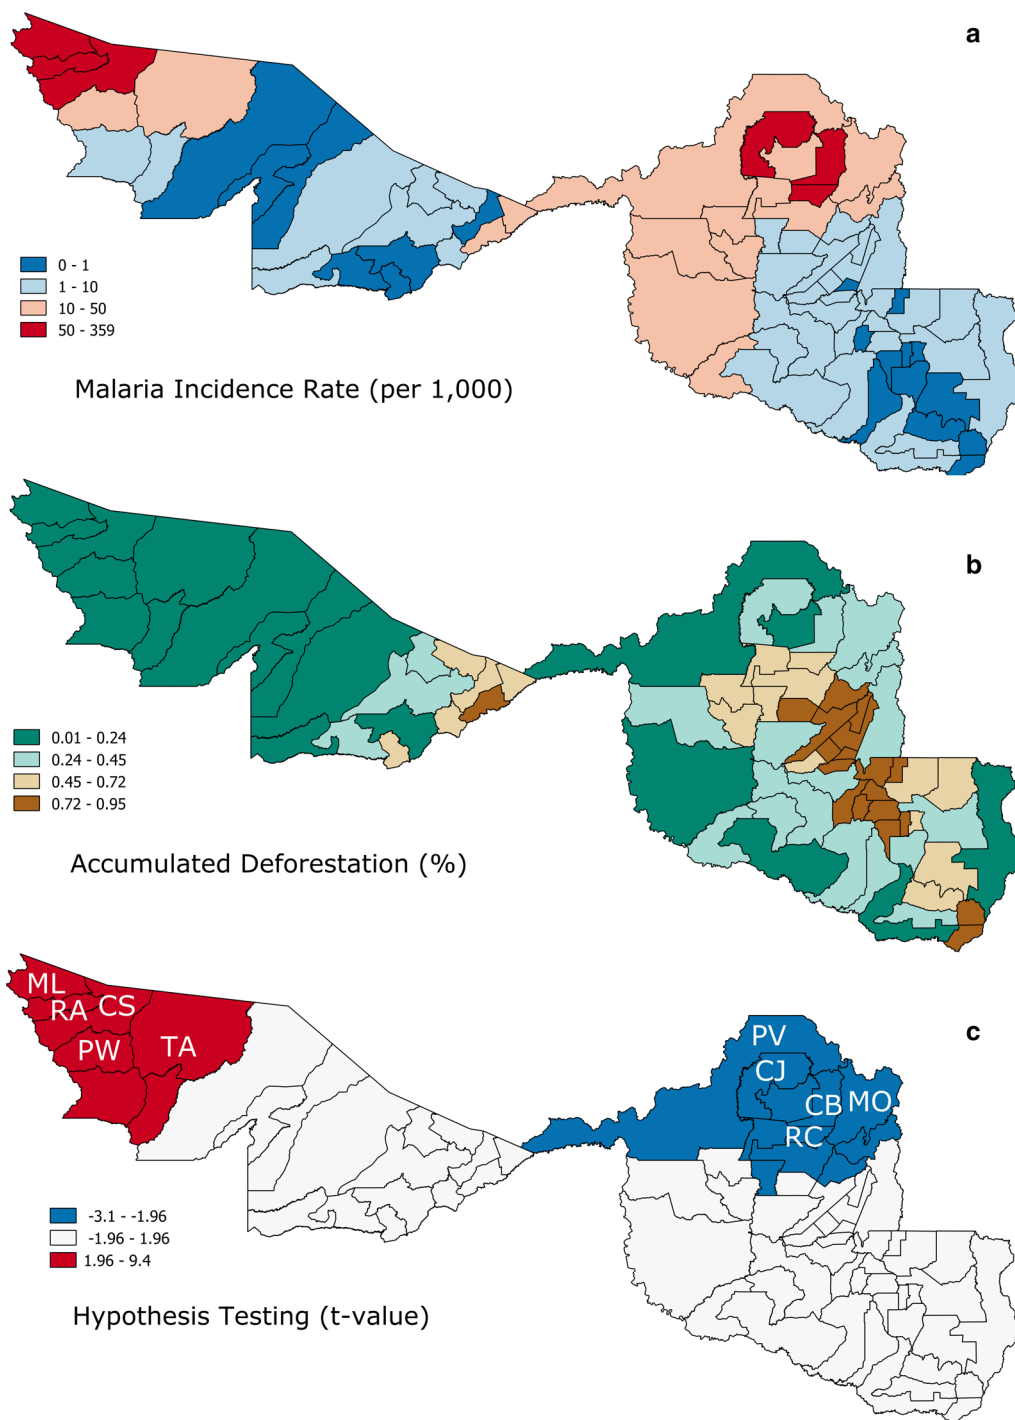 a
0 - 1
1 - 10
10 - 50
50 - 359
Malaria Incidence Rate (per 1,000)
b
0.01 - 0.24
0.24 - 0.45
0.45 - 0.72
0.72 - 0.95
Accumulated Deforestation (%)
c
ML
RA
CS
PW
TA
PV
CJ
CB
MO
RC
-3.1 - -1.96
-1.96 - 1.96
1.96 - 9.4
Hypothesis Testing (t-value)